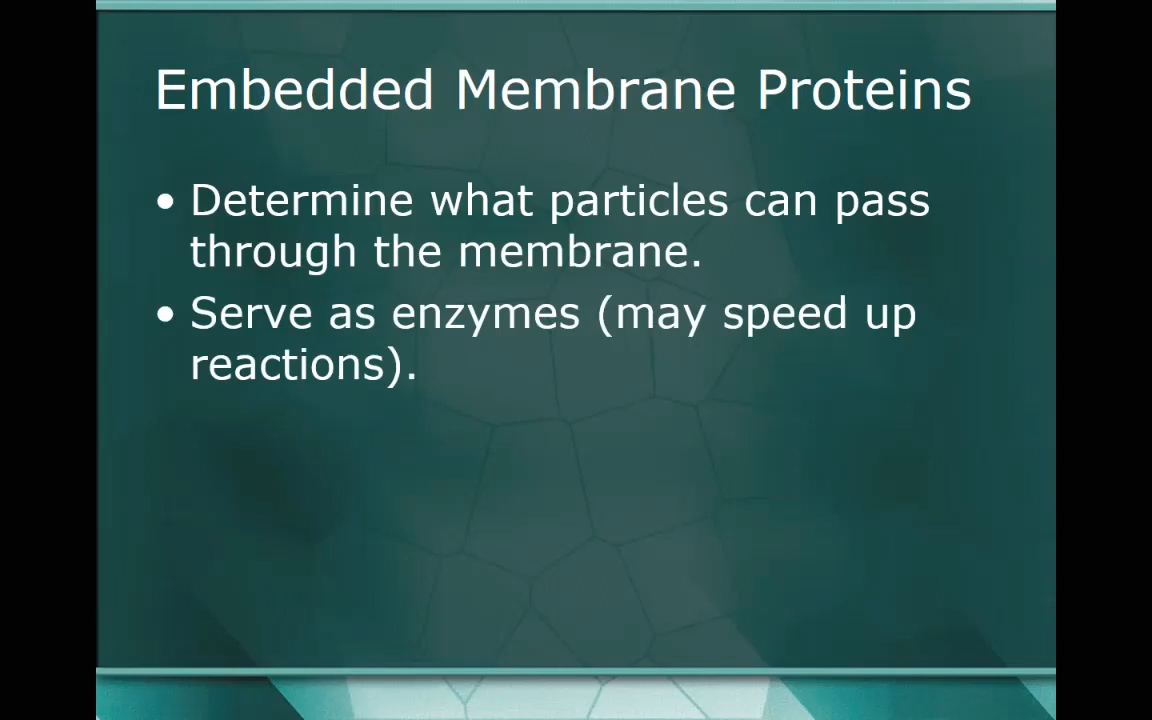 Embedded Membrane Proteins
• Determine what particles can pass
through the membrane.
• Serve as enzymes (may speed up
reactions).